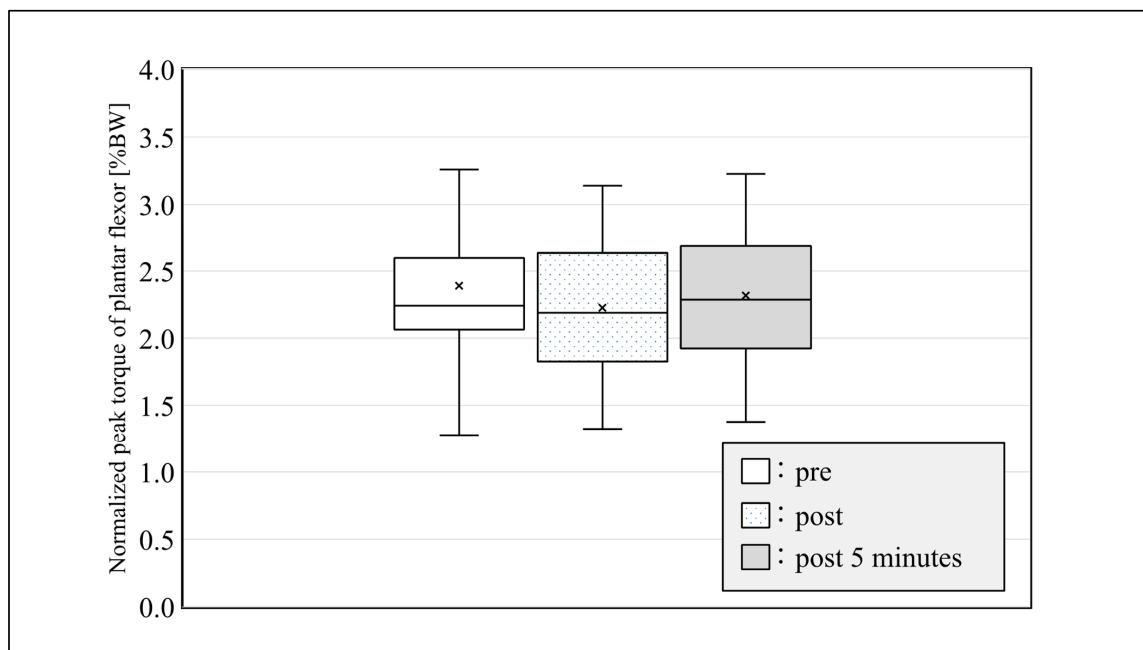 Normalized peak torque of plantar flexor [%BW]
4.0
3.5
3.0
2.5
2.0
1.5
1.0
0.5
0.0
: pre
: post
: post 5 minutes